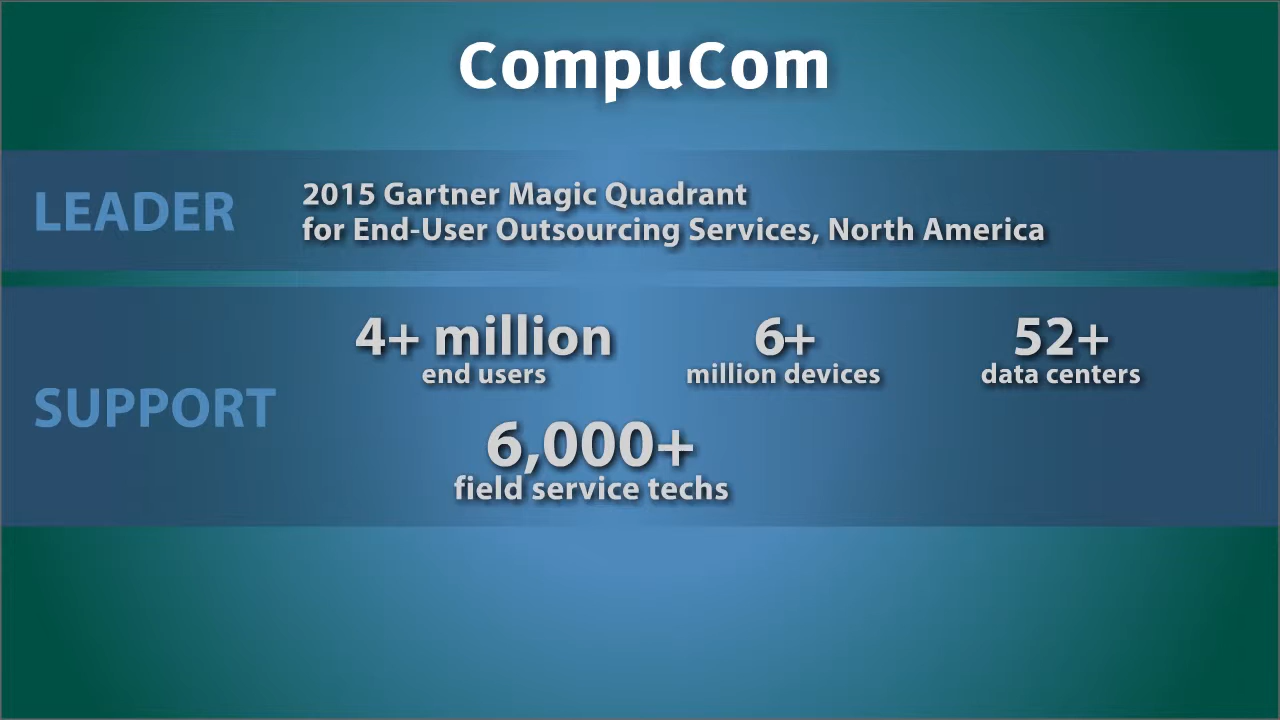 CompuCom
LEADER
2015 Gartner Magic Quadrant
for End-User Outsourcing Services, North America
SUPPORT
4+ million
end users
6+
million devices
52+
data centers
6,000+
field service techs